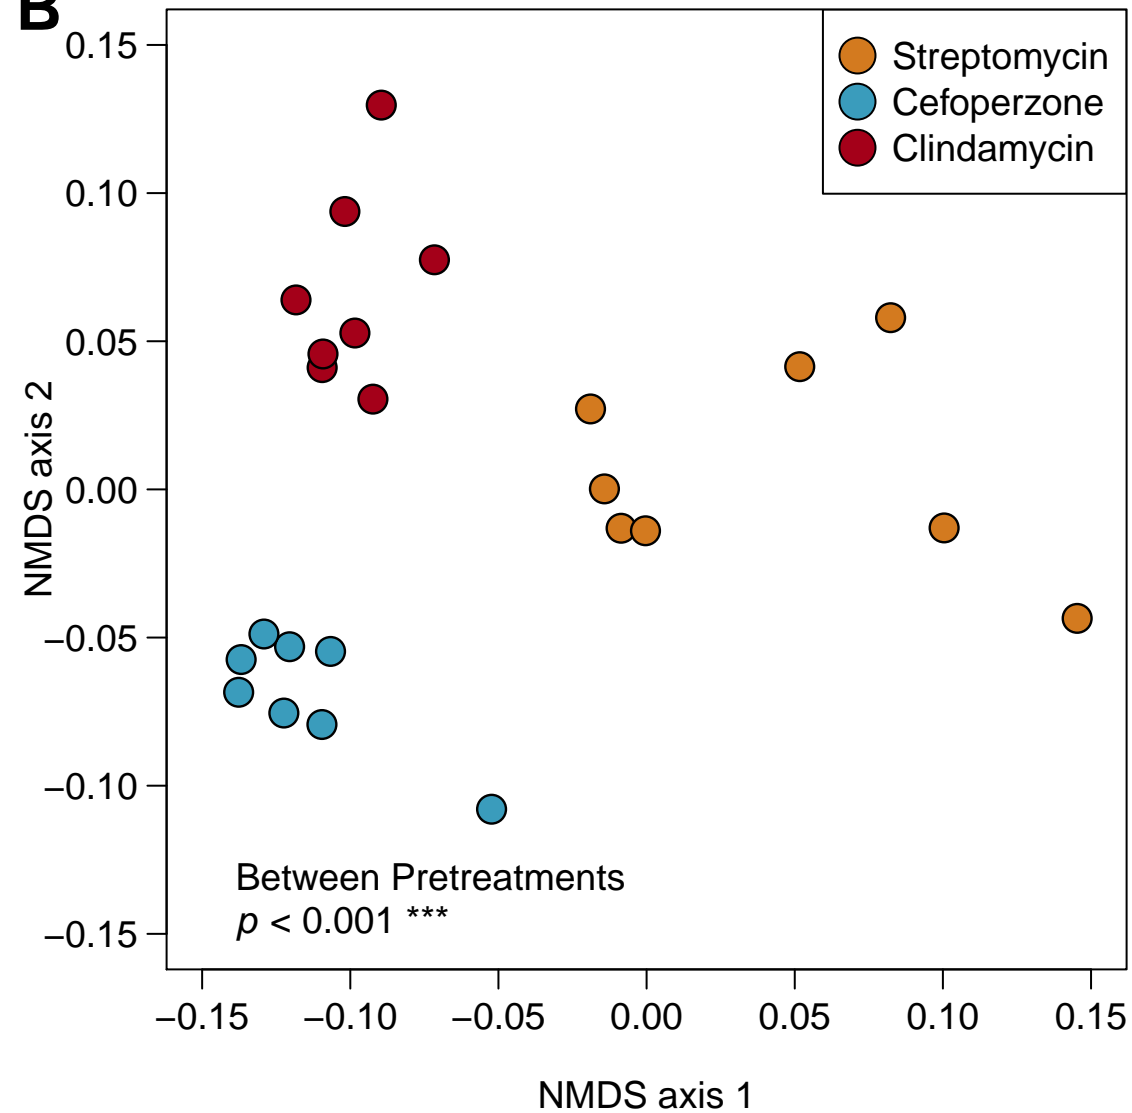 B
0.15
0.10
0.05
0.00
−0.05
−0.10
−0.15
NMDS axis 2
Streptomycin
Cefoperzone
Clindamycin
Between Pretreatments
p < 0.001 ***
−0.15 −0.10 −0.05 0.00 0.05 0.10 0.15
NMDS axis 1